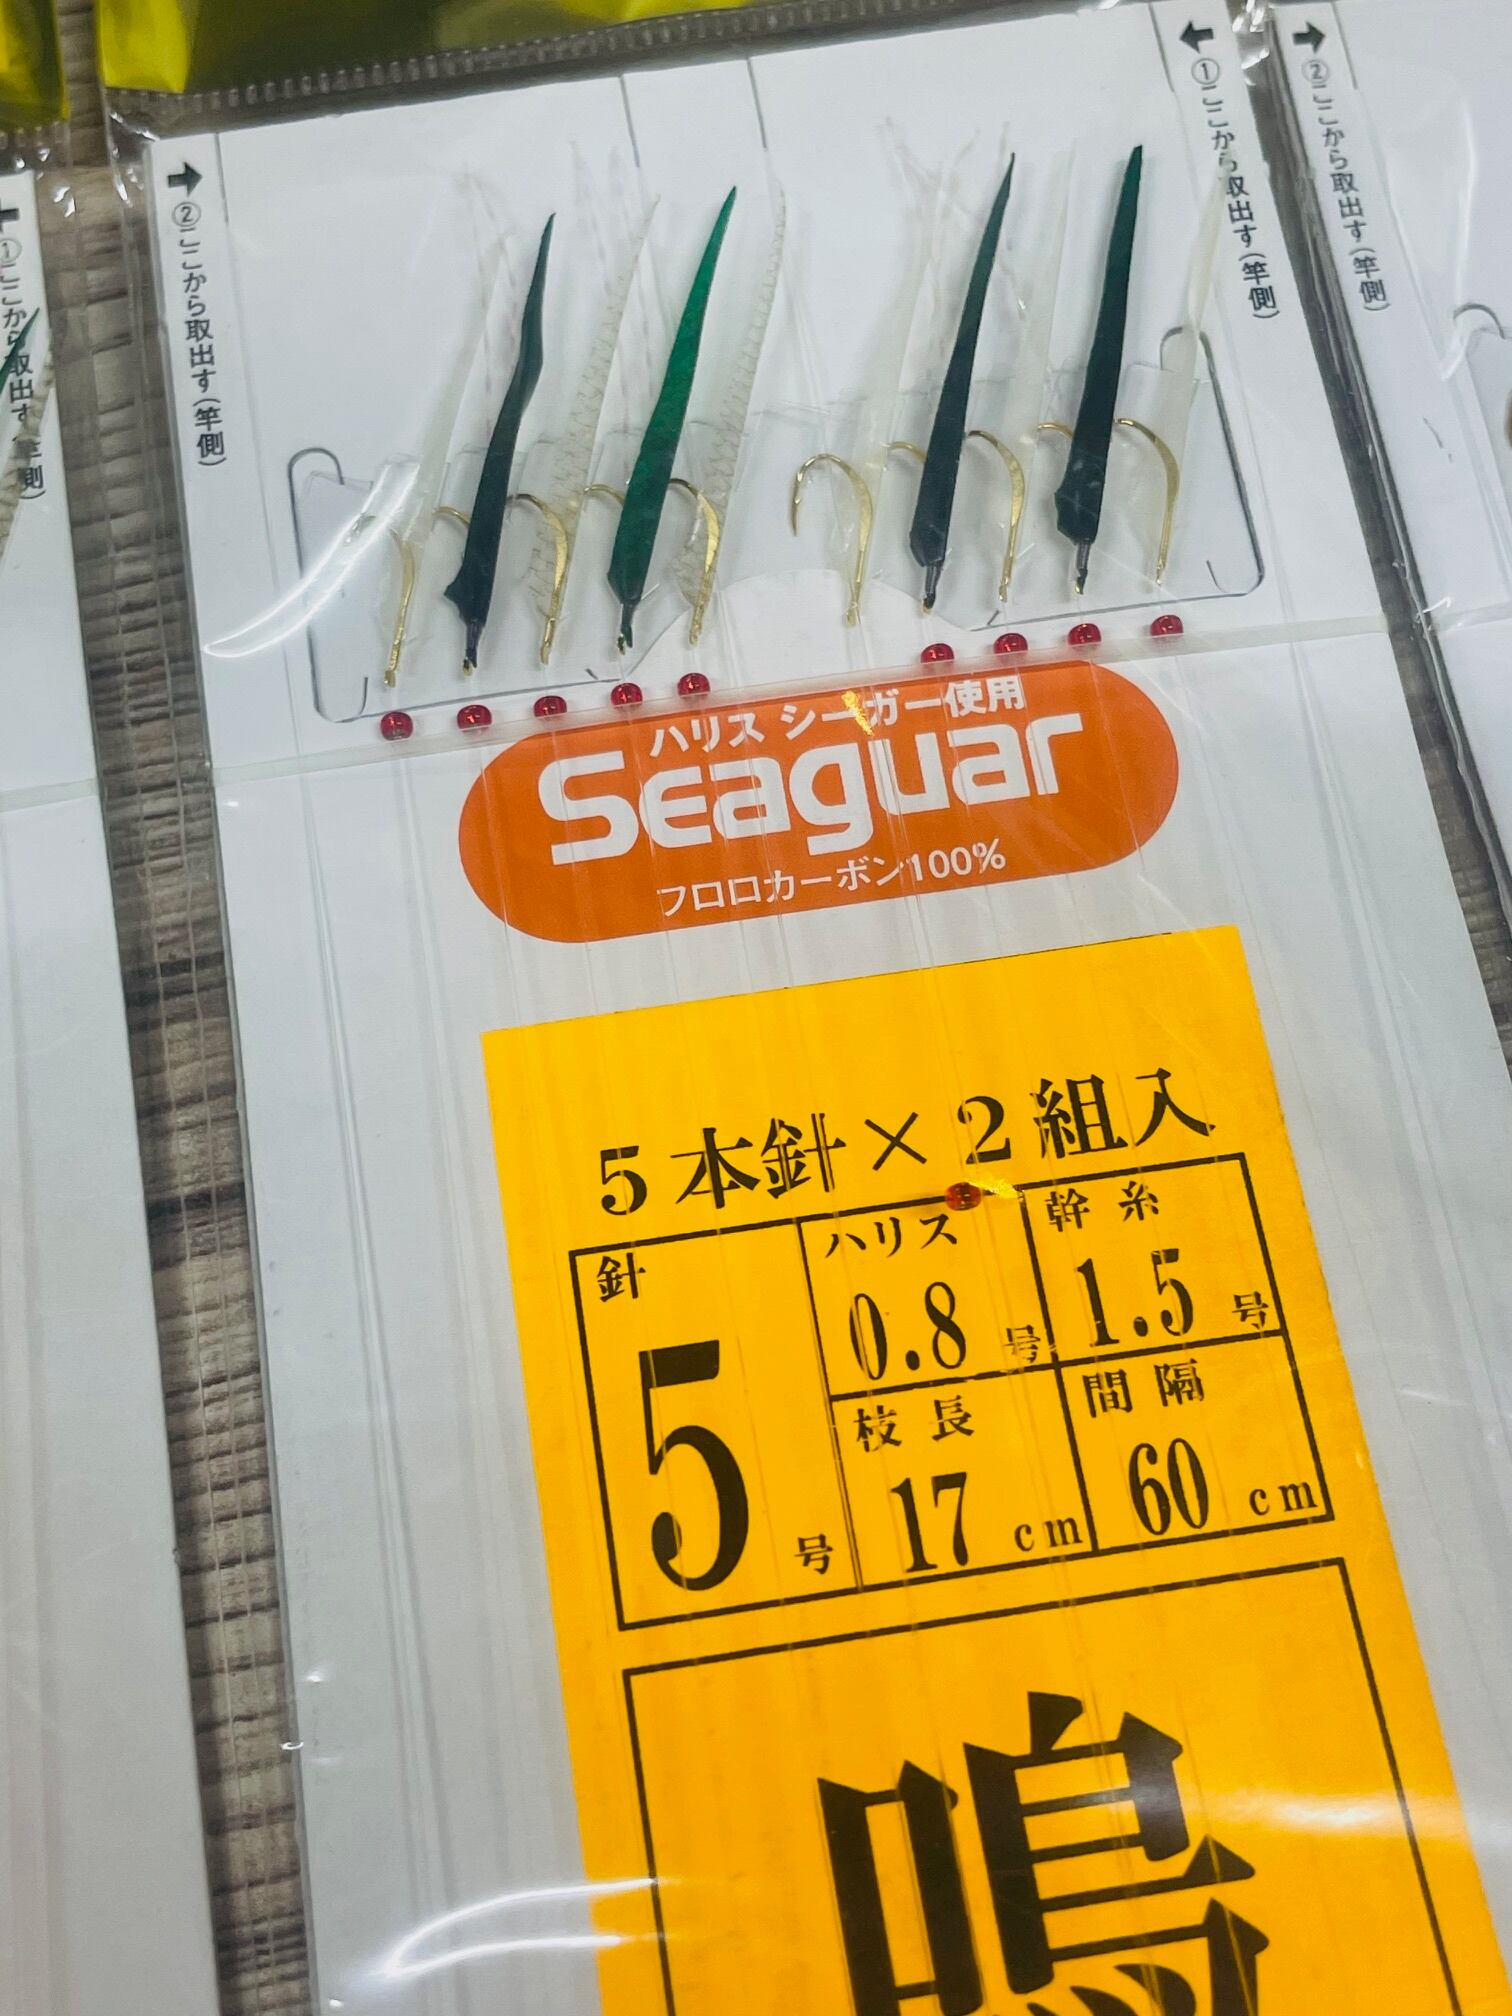 ①ここから取出す(竿側)
②ここから取出す(竿側)
①ここから取出す(竿側)
②ここから取出す(竿側)
ハリス シーガー使用
Seaguar
フロロカーボン100%
5本針×2組入
針
5号
ハリス
0.8号
幹糸
1.5号
枝長
17cm
間隔
60cm
鳴